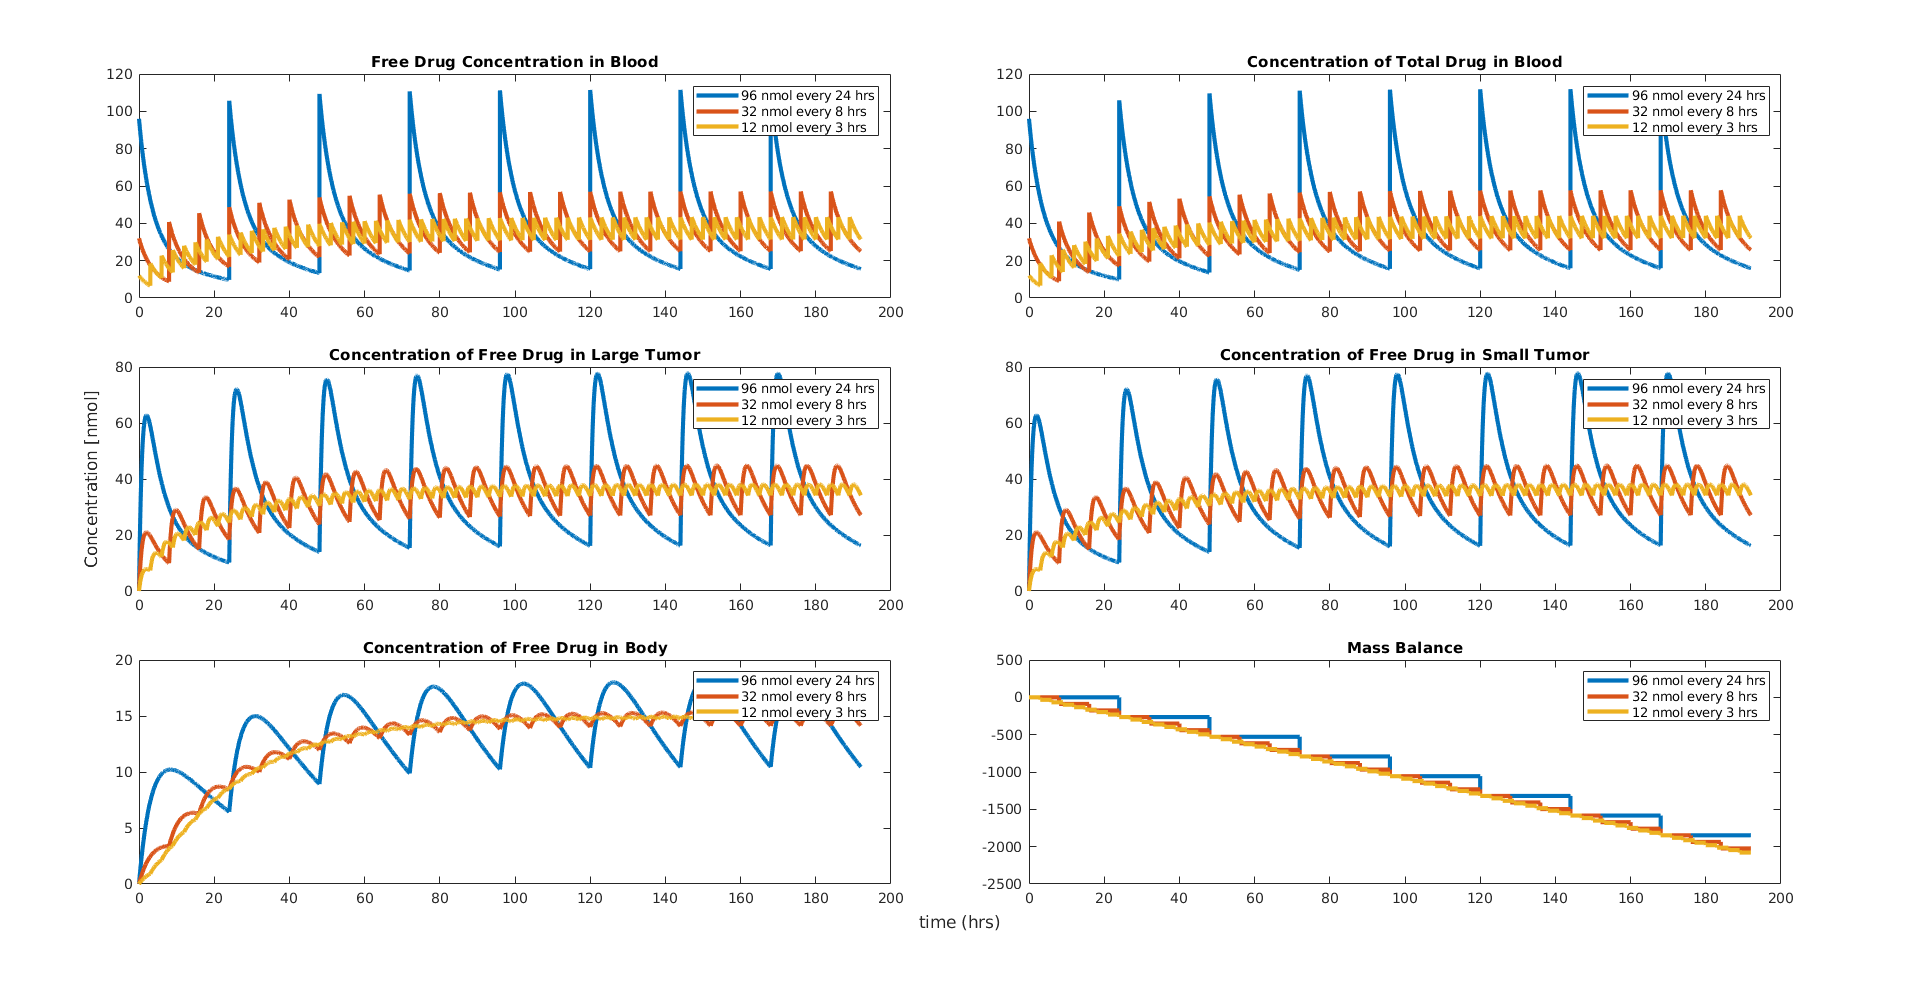 Free Drug Concentration in Blood
120
100
80
60
40
20
0
0 20 40 60 80 100 120 140 160 180 200
96 nmol every 24 hrs
32 nmol every 8 hrs
12 nmol every 3 hrs
Concentration of Total Drug in Blood
120
100
80
60
40
20
0
0 20 40 60 80 100 120 140 160 180 200
96 nmol every 24 hrs
32 nmol every 8 hrs
12 nmol every 3 hrs
Concentration [nmol]
Concentration of Free Drug in Large Tumor
80
60
40
20
0
0 20 40 60 80 100 120 140 160 180 200
96 nmol every 24 hrs
32 nmol every 8 hrs
12 nmol every 3 hrs
Concentration of Free Drug in Small Tumor
80
60
40
20
0
0 20 40 60 80 100 120 140 160 180 200
96 nmol every 24 hrs
32 nmol every 8 hrs
12 nmol every 3 hrs
Concentration of Free Drug in Body
20
15
10
5
0
0 20 40 60 80 100 120 140 160 180 200
96 nmol every 24 hrs
32 nmol every 8 hrs
12 nmol every 3 hrs
Mass Balance
500
0
-500
-1000
-1500
-2000
-2500
0 20 40 60 80 100 120 140 160 180 200
96 nmol every 24 hrs
32 nmol every 8 hrs
12 nmol every 3 hrs
time (hrs)